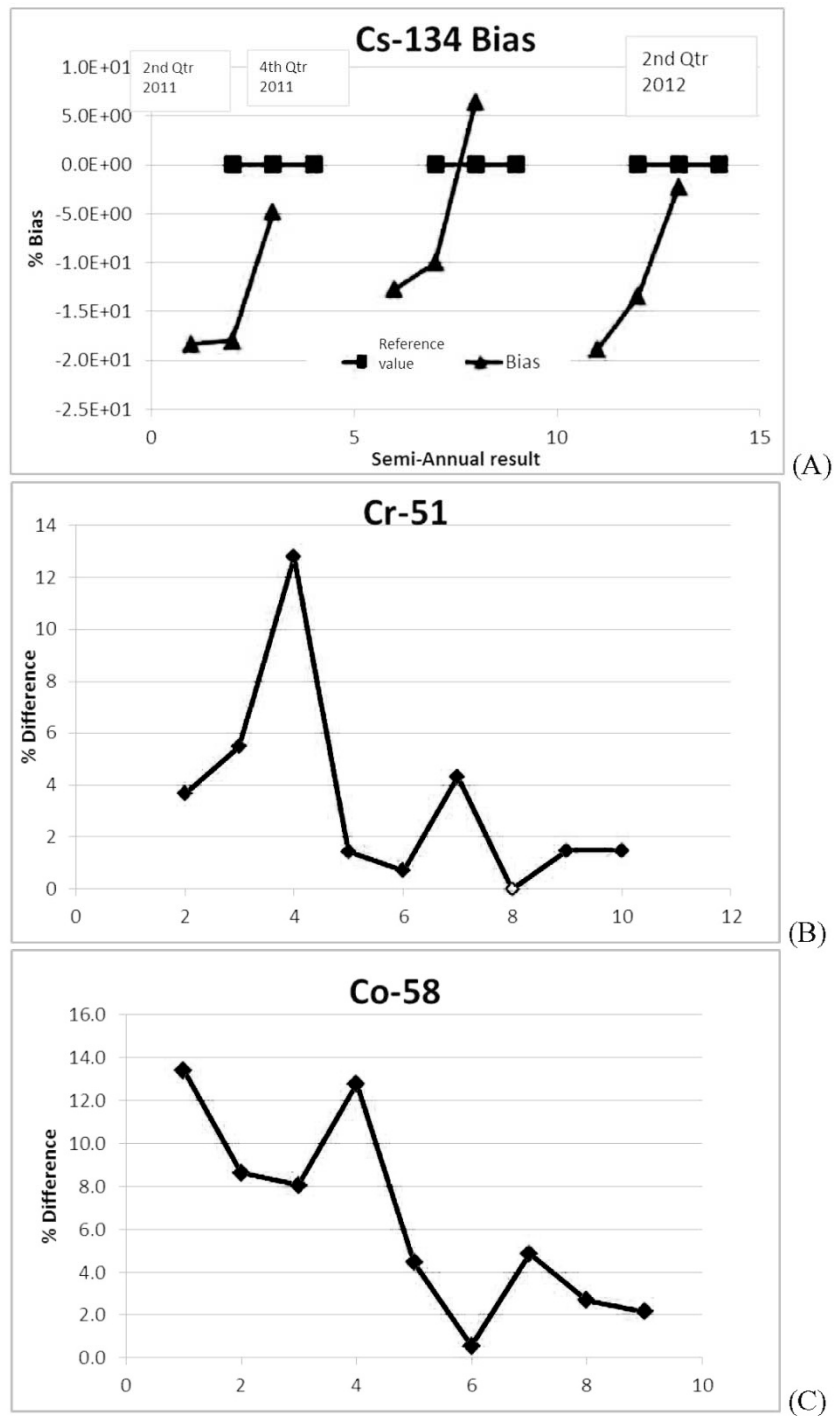 Cs-134 Bias
2nd Qtr
2011
4th Qtr
2011
2nd Qtr
2012
1.0E+01
5.0E+00
0.0E+00
-5.0E+00
-1.0E+01
-1.5E+01
-2.0E+01
-2.5E+01
% Bias
Reference
value
Bias
0 5 10 15
Semi-Annual result
(A)
Cr-51
14
12
10
8
6
4
2
0
% Difference
0 2 4 6 8 10 12
(B)
Co-58
16.0
14.0
12.0
10.0
8.0
6.0
4.0
2.0
0.0
% Difference
0 2 4 6 8 10
(C)